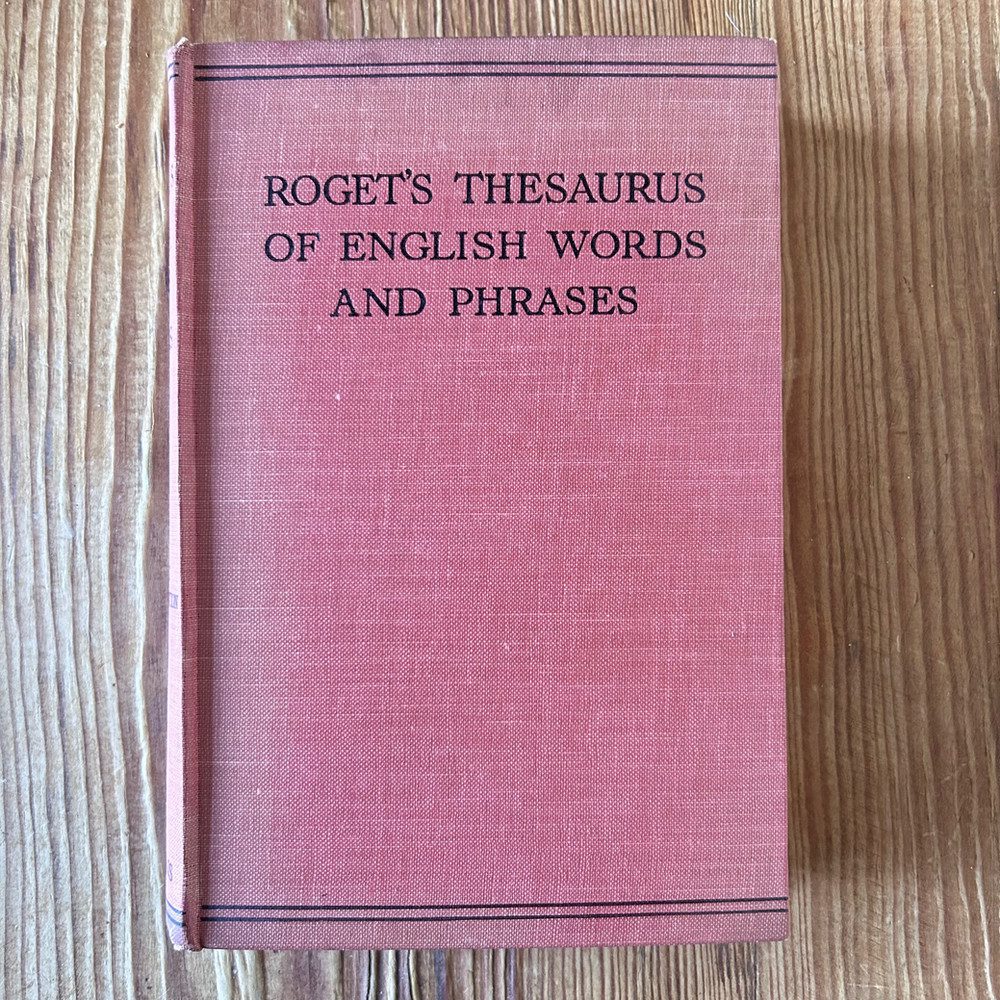 ROGET'S THESAURUS
OF ENGLISH WORDS
AND PHRASES